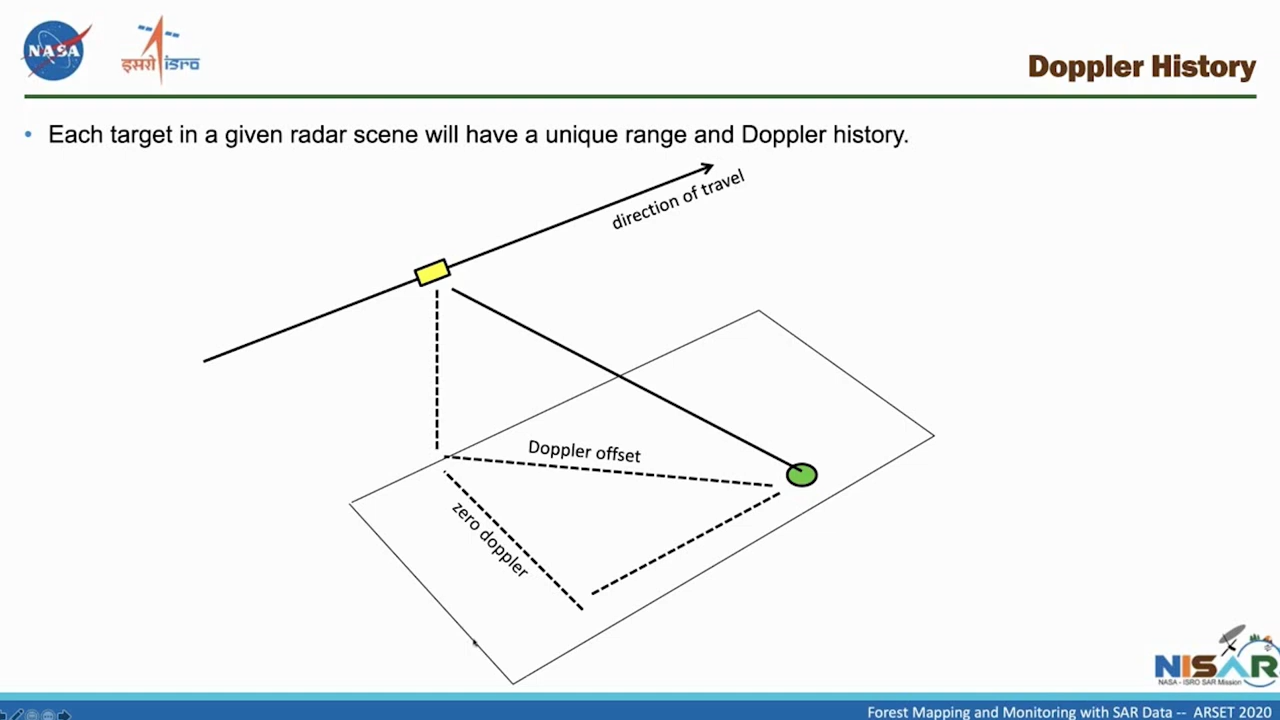 NASA
इसरो isro
Doppler History
• Each target in a given radar scene will have a unique range and Doppler history.
direction of travel
Doppler offset
zero doppler
NISAR
NASA - ISRO SAR Mission
Forest Mapping and Monitoring with SAR Data -- ARSET 2020